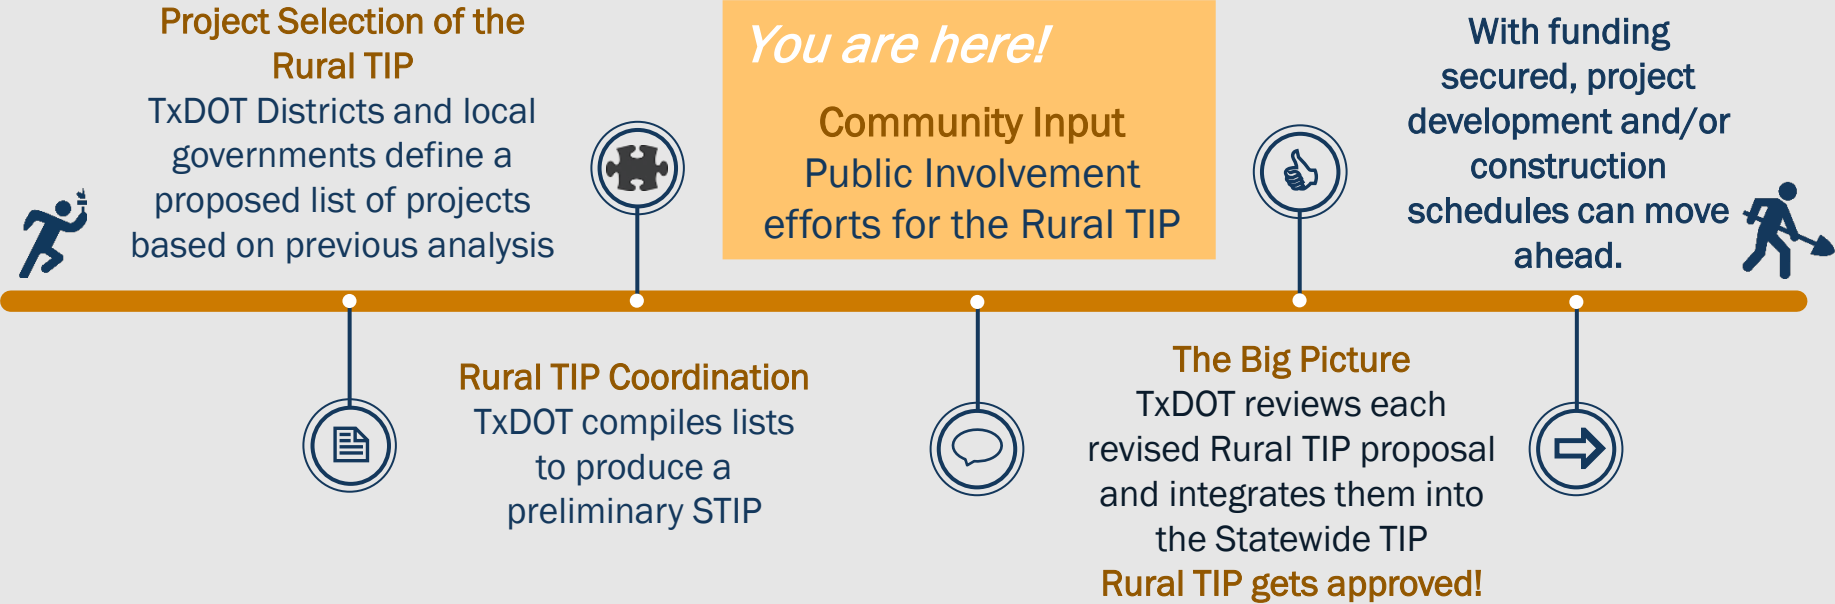 Project Selection of the
Rural TIP
TxDOT Districts and local
governments define a
proposed list of projects
based on previous analysis
Rural TIP Coordination
TxDOT compiles lists
to produce a
preliminary STIP
You are here!
Community Input
Public Involvement
efforts for the Rural TIP
The Big Picture
TxDOT reviews each
revised Rural TIP proposal
and integrates them into
the Statewide TIP
Rural TIP gets approved!
With funding
secured, project
development and/or
construction
schedules can move
ahead.